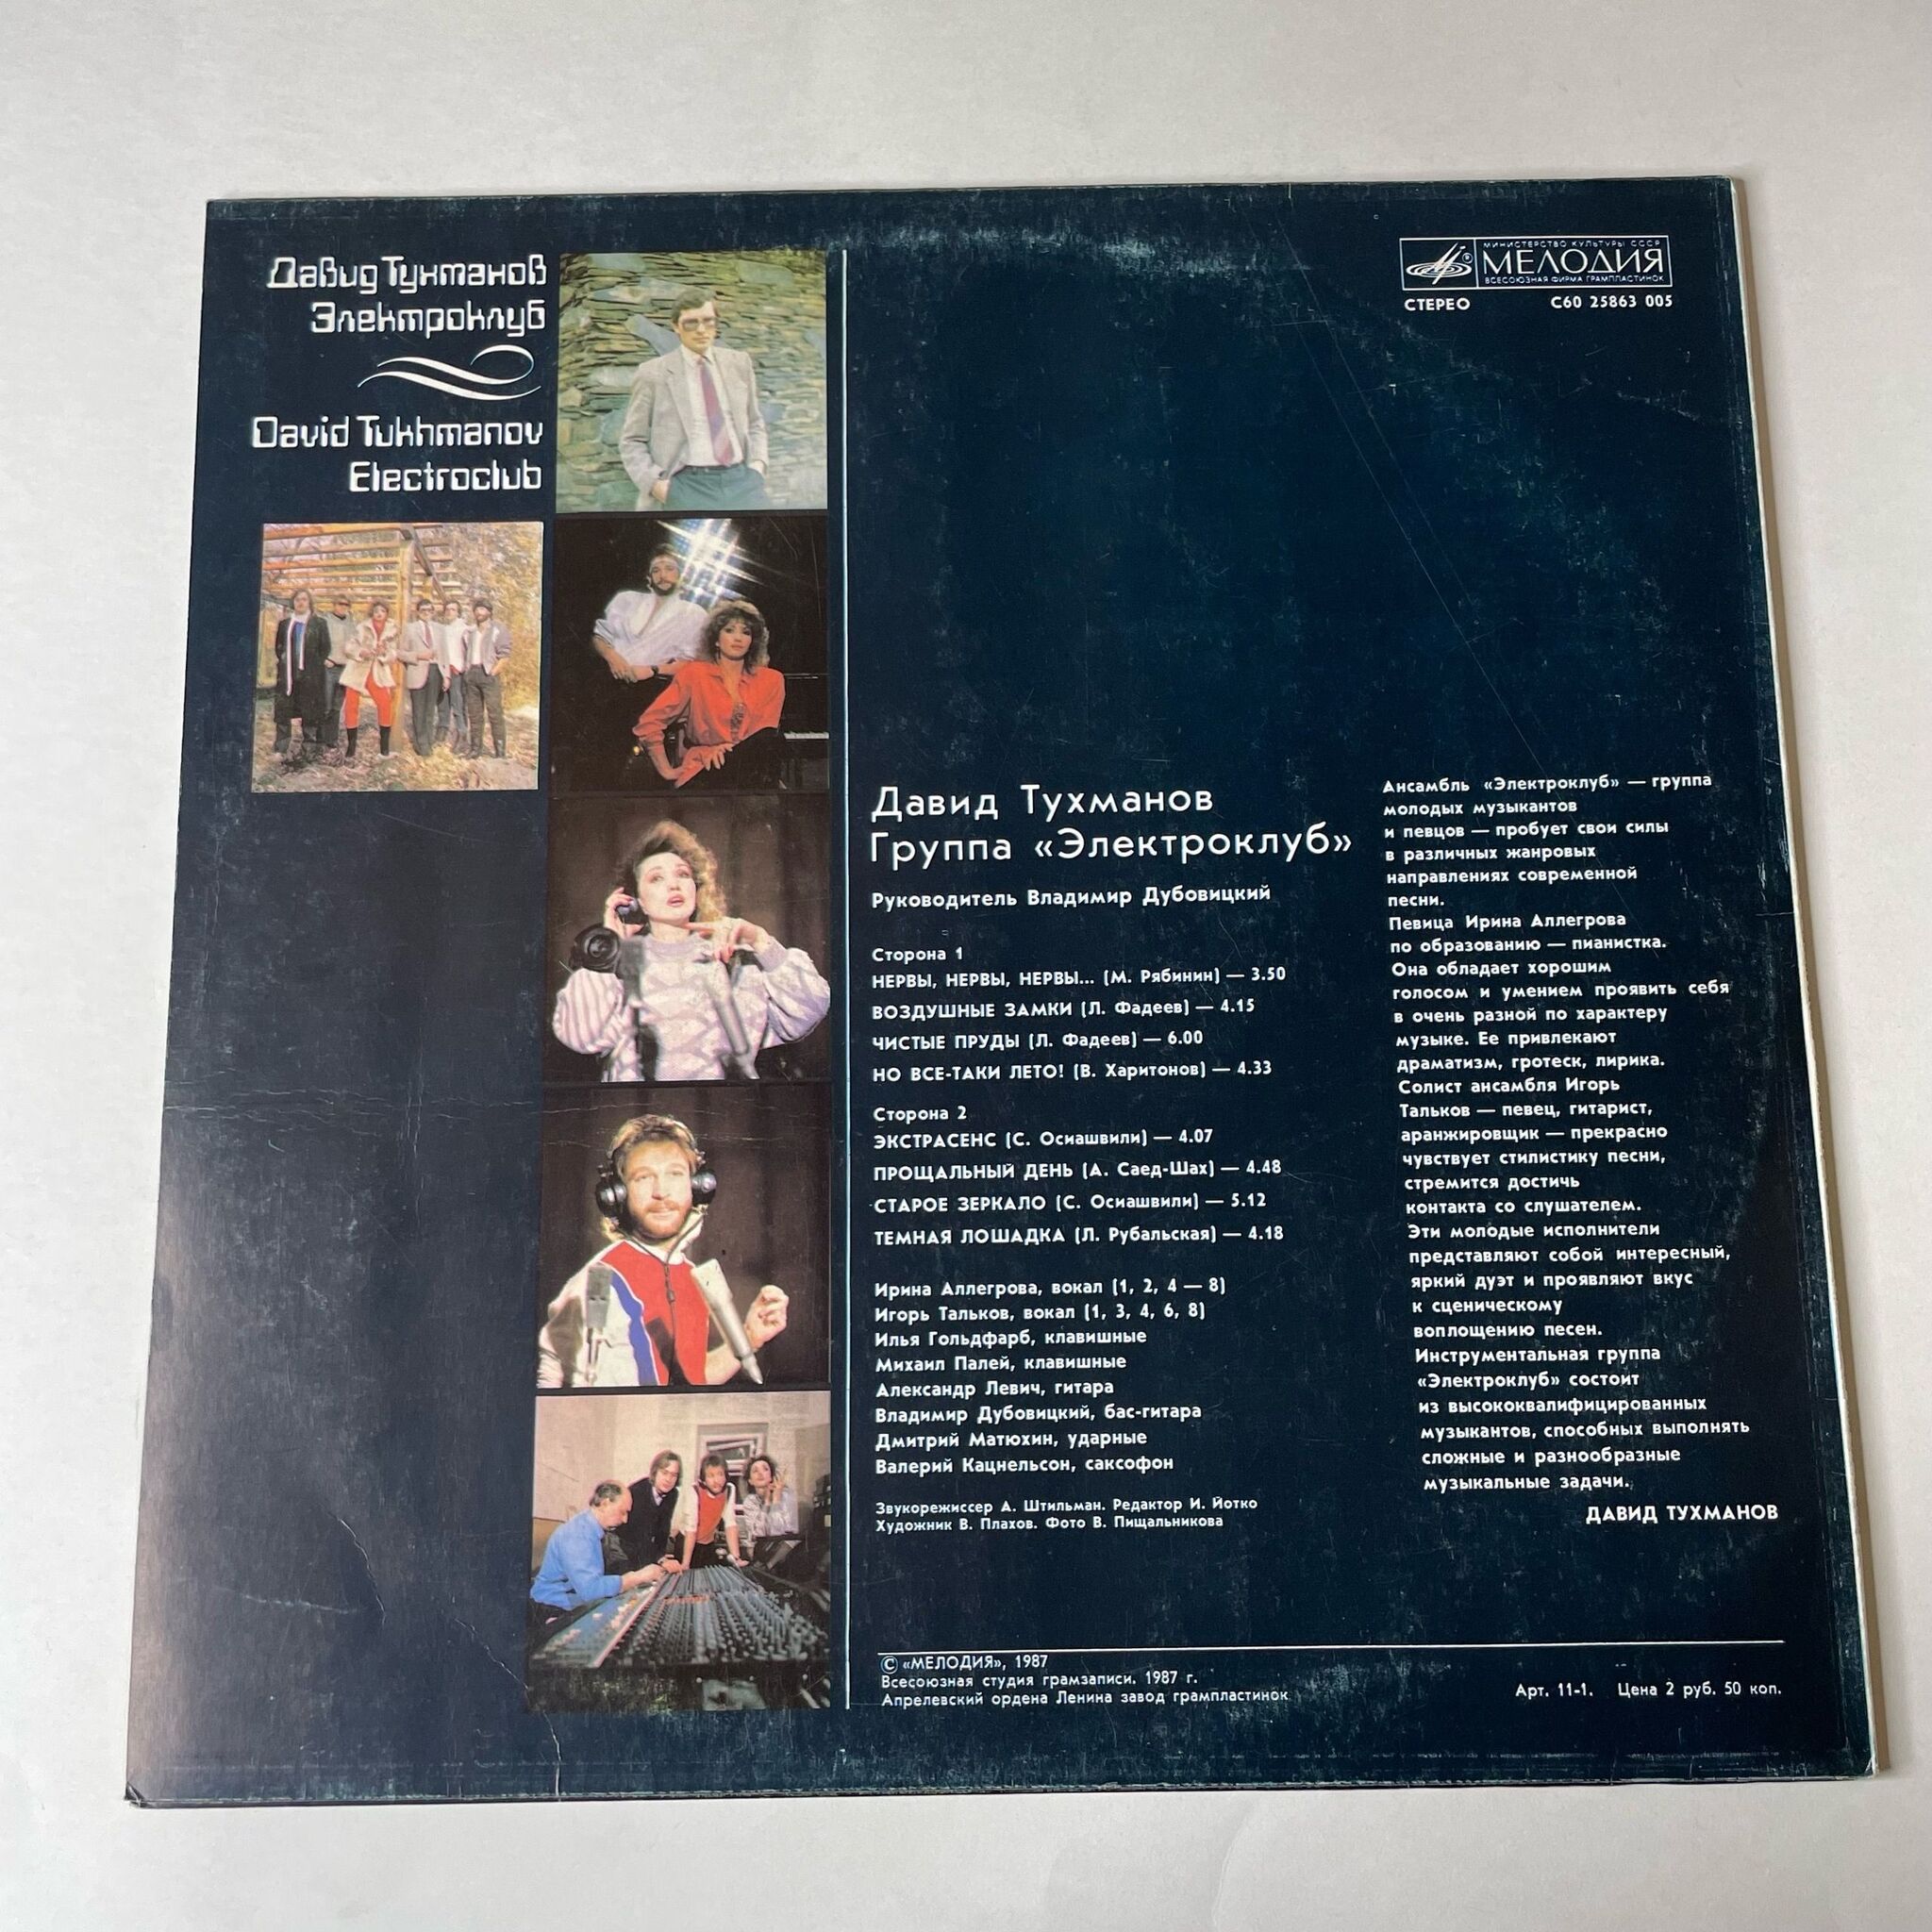 Давид Тухманов
Электроклуб
David Tukhmanov
Electroclub
МИНИСТЕРСТВО КУЛЬТУРЫ СССР
МЕЛОДИЯ
ВСЕСОЮЗНАЯ ФИРМА ГРАМПЛАСТИНОК
СТЕРЕО С60 25863 005
Давид Тухманов
Группа «Электроклуб»
Руководитель Владимир Дубовицкий
Сторона 1
НЕРВЫ, НЕРВЫ, НЕРВЫ... (М. Рябинин) — 3.50
ВОЗДУШНЫЕ ЗАМКИ (Л. Фадеев) — 4.15
ЧИСТЫЕ ПРУДЫ (Л. Фадеев) — 6.00
НО ВСЕ-ТАКИ ЛЕТО! (В. Харитонов) — 4.33
Сторона 2
ЭКСТРАСЕНС (С. Осиашвили) — 4.07
ПРОЩАЛЬНЫЙ ДЕНЬ (А. Саед-Шах) — 4.48
СТАРОЕ ЗЕРКАЛО (С. Осиашвили) — 5.12
ТЕМНАЯ ЛОШАДКА (Л. Рубальская) — 4.18
Ирина Аллегрова, вокал (1, 2, 4 — 8)
Игорь Тальков, вокал (1, 3, 4, 6, 8)
Илья Гольдфарб, клавишные
Михаил Палей, клавишные
Александр Левич, гитара
Владимир Дубовицкий, бас-гитара
Дмитрий Матюхин, ударные
Валерий Кацнельсон, саксофон
Звукорежиссер А. Штильман. Редактор И. Йотко
Художник В. Плахов. Фото В. Пищальникова
Ансамбль «Электроклуб» — группа
молодых музыкантов
и певцов — пробует свои силы
в различных жанровых
направлениях современной
песни.
Певица Ирина Аллегрова
по образованию — пианистка.
Она обладает хорошим
голосом и умением проявить себя
в очень разной по характеру
музыке. Ее привлекают
драматизм, гротеск, лирика.
Солист ансамбля Игорь
Тальков — певец, гитарист,
аранжировщик — прекрасно
чувствует стилистику песни,
стремится достичь
контакта со слушателем.
Эти молодые исполнители
представляют собой интересный,
яркий дуэт и проявляют вкус
к сценическому
воплощению песен.
Инструментальная группа
«Электроклуб» состоит
из высококвалифицированных
музыкантов, способных выполнять
сложные и разнообразные
музыкальные задачи.
ДАВИД ТУХМАНОВ
© «МЕЛОДИЯ», 1987
Всесоюзная студия грамзаписи. 1987 г.
Апрелевский ордена Ленина завод грампластинок
Арт. 11-1. Цена 2 руб. 50 коп.